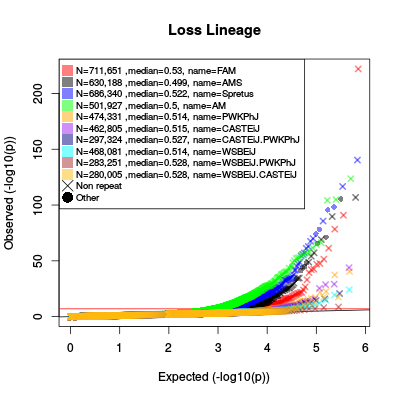 Loss Lineage
N=711,651 ,median=0.53, name=FAM
N=630,188 ,median=0.499, name=AMS
N=686,340 ,median=0.522, name=Spretus
N=501,927 ,median=0.5, name=AM
N=474,331 ,median=0.514, name=PWKPhJ
N=462,805 ,median=0.515, name=CASTEiJ
N=297,324 ,median=0.527, name=CASTEiJ.PWKPhJ
N=468,081 ,median=0.514, name=WSBEiJ
N=283,251 ,median=0.528, name=WSBEiJ.PWKPhJ
N=280,005 ,median=0.528, name=WSBEiJ.CASTEiJ
Non repeat
Other
Observed (-log10(p))
200
150
100
50
0
0 1 2 3 4 5 6
Expected (-log10(p))